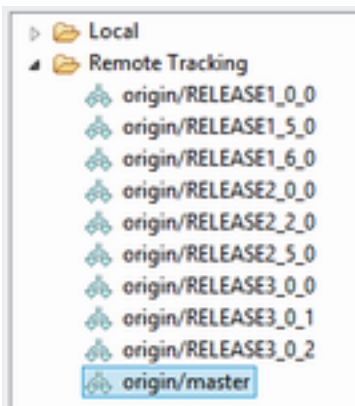 Local
Remote Tracking
origin/RELEASE1_0_0
origin/RELEASE1_5_0
origin/RELEASE1_6_0
origin/RELEASE2_0_0
origin/RELEASE2_2_0
origin/RELEASE2_5_0
origin/RELEASE3_0_0
origin/RELEASE3_0_1
origin/RELEASE3_0_2
origin/master